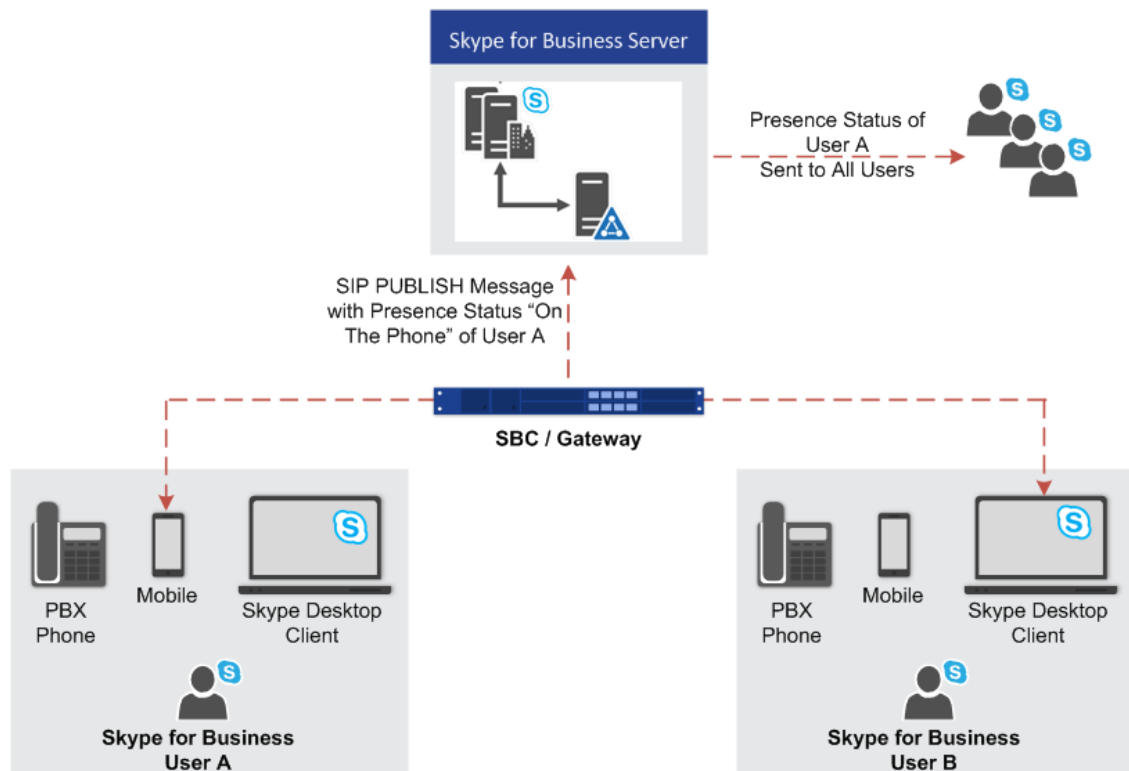 Skype for Business Server
Presence Status of
User A
Sent to All Users
SIP PUBLISH Message
with Presence Status “On
The Phone” of User A
SBC / Gateway
PBX
Phone
Mobile
Skype Desktop
Client
Skype for Business
User A
PBX
Phone
Mobile
Skype Desktop
Client
Skype for Business
User B